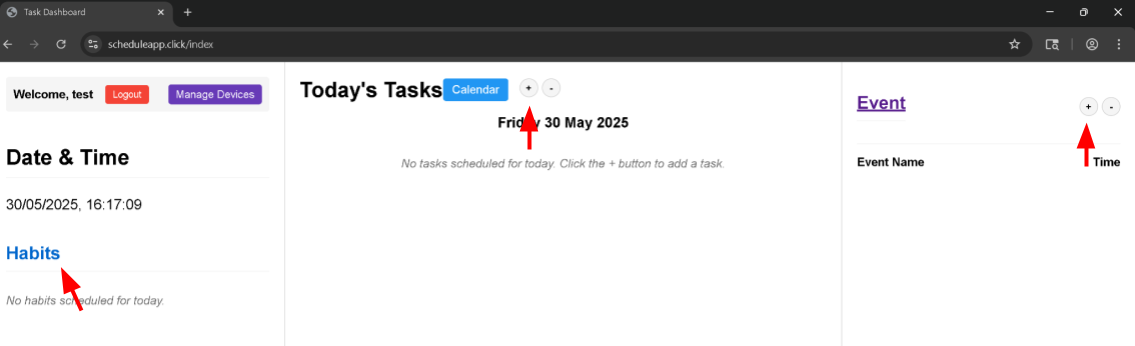 Task Dashboard
scheduleapp.click/index
Welcome, test Logout Manage Devices
Date & Time
30/05/2025, 16:17:09
Habits
No habits scheduled for today.
Today's Tasks Calendar + -
Friday 30 May 2025
No tasks scheduled for today. Click the + button to add a task.
Event + -
Event Name Time